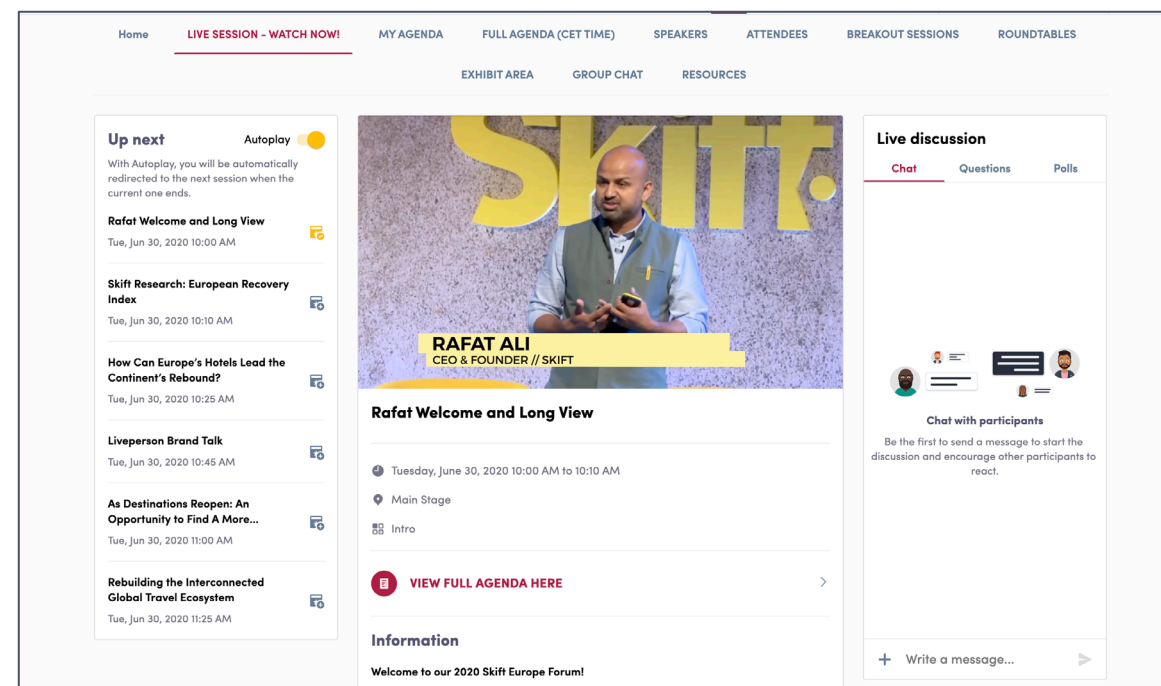 Home LIVE SESSION - WATCH NOW! MY AGENDA FULL AGENDA (CET TIME) SPEAKERS ATTENDEES BREAKOUT SESSIONS ROUNDTABLES
EXHIBIT AREA GROUP CHAT RESOURCES
Up next Autoplay
With Autoplay, you will be automatically
redirected to the next session when the
current one ends.
Rafat Welcome and Long View
Tue, Jun 30, 2020 10:00 AM
Skift Research: European Recovery
Index
Tue, Jun 30, 2020 10:10 AM
How Can Europe's Hotels Lead the
Continent's Rebound?
Tue, Jun 30, 2020 10:25 AM
Liveperson Brand Talk
Tue, Jun 30, 2020 10:45 AM
As Destinations Reopen: An
Opportunity to Find A More...
Tue, Jun 30, 2020 11:00 AM
Rebuilding the Interconnected
Global Travel Ecosystem
Tue, Jun 30, 2020 11:25 AM
Skift.
RAFAT ALI
CEO & FOUNDER // SKIFT
Rafat Welcome and Long View
Tuesday, June 30, 2020 10:00 AM to 10:10 AM
Main Stage
Intro
VIEW FULL AGENDA HERE
Information
Welcome to our 2020 Skift Europe Forum!
Live discussion
Chat Questions Polls
Chat with participants
Be the first to send a message to start the
discussion and encourage other participants to
react.
Write a message...